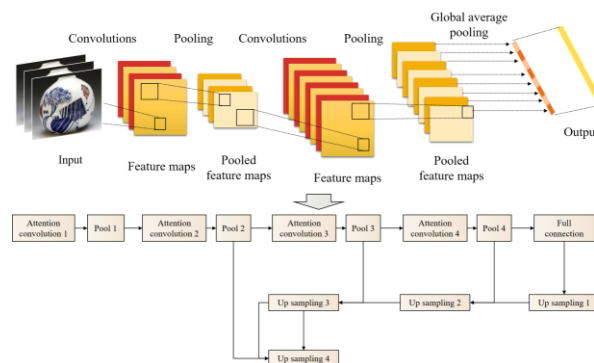 Convolutions
Pooling
Convolutions
Pooling
Global average
pooling
Input
Feature maps
Pooled
feature maps
Feature maps
Pooled
feature maps
Output
Attention
convolution 1
Pool 1
Attention
convolution 2
Pool 2
Attention
convolution 3
Pool 3
Attention
convolution 4
Pool 4
Full
connection
Up sampling 3
Up sampling 2
Up sampling 1
Up sampling 4